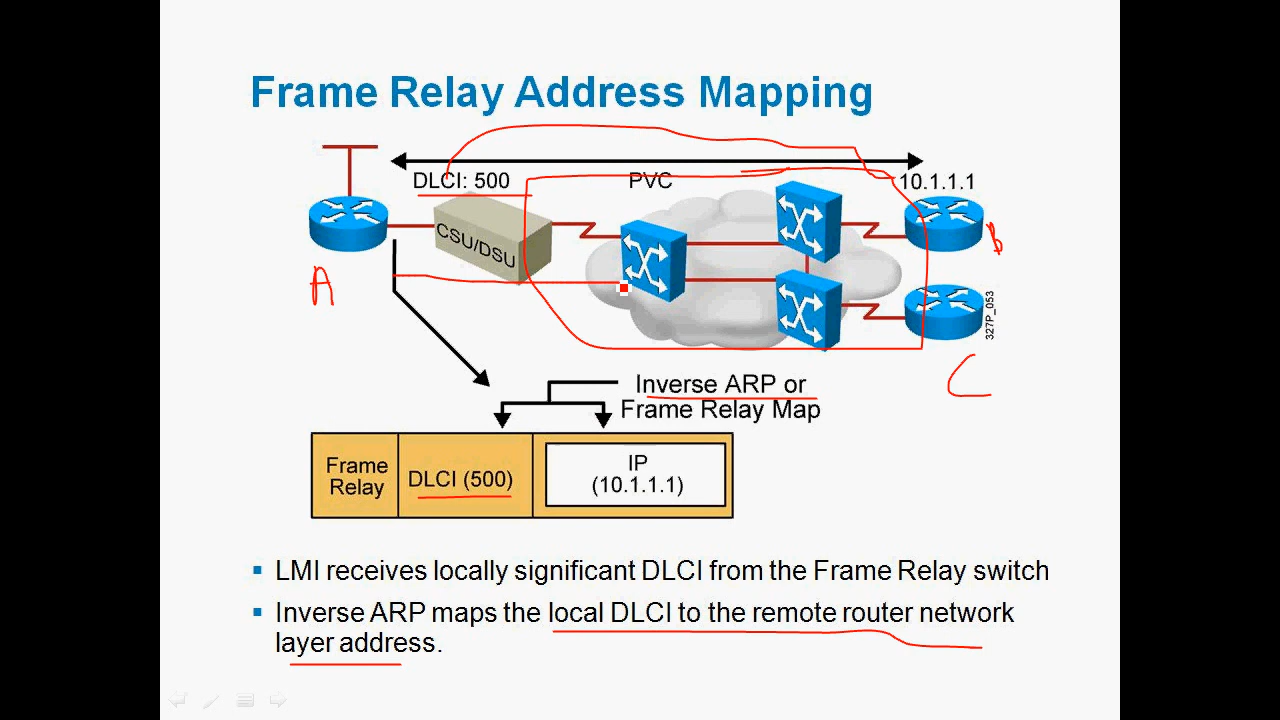 Frame Relay Address Mapping
DLCI: 500
PVC
10.1.1.1
CSU/DSU
A
B
C
327P_053
Inverse ARP or
Frame Relay Map
Frame
Relay
DLCI (500)
IP
(10.1.1.1)
LMI receives locally significant DLCI from the Frame Relay switch
Inverse ARP maps the local DLCI to the remote router network
layer address.